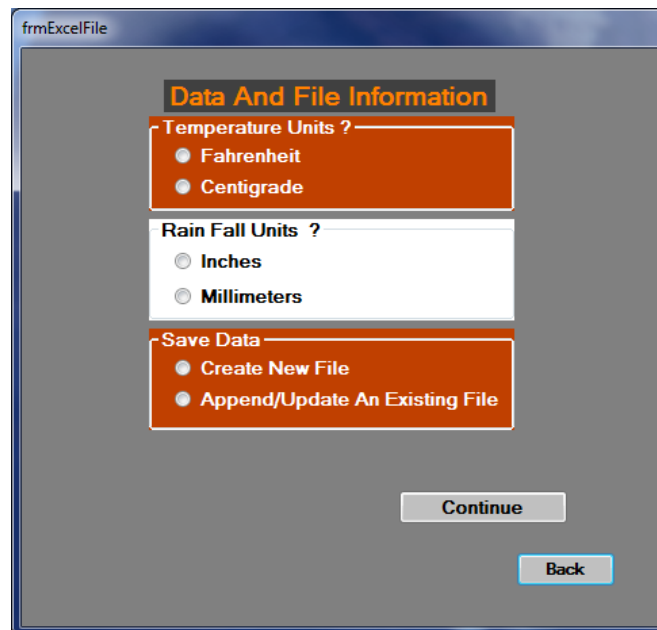 frmExcelFile
Data And File Information
Temperature Units ?
Fahrenheit
Centigrade
Rain Fall Units ?
Inches
Millimeters
Save Data
Create New File
Append/Update An Existing File
Continue
Back